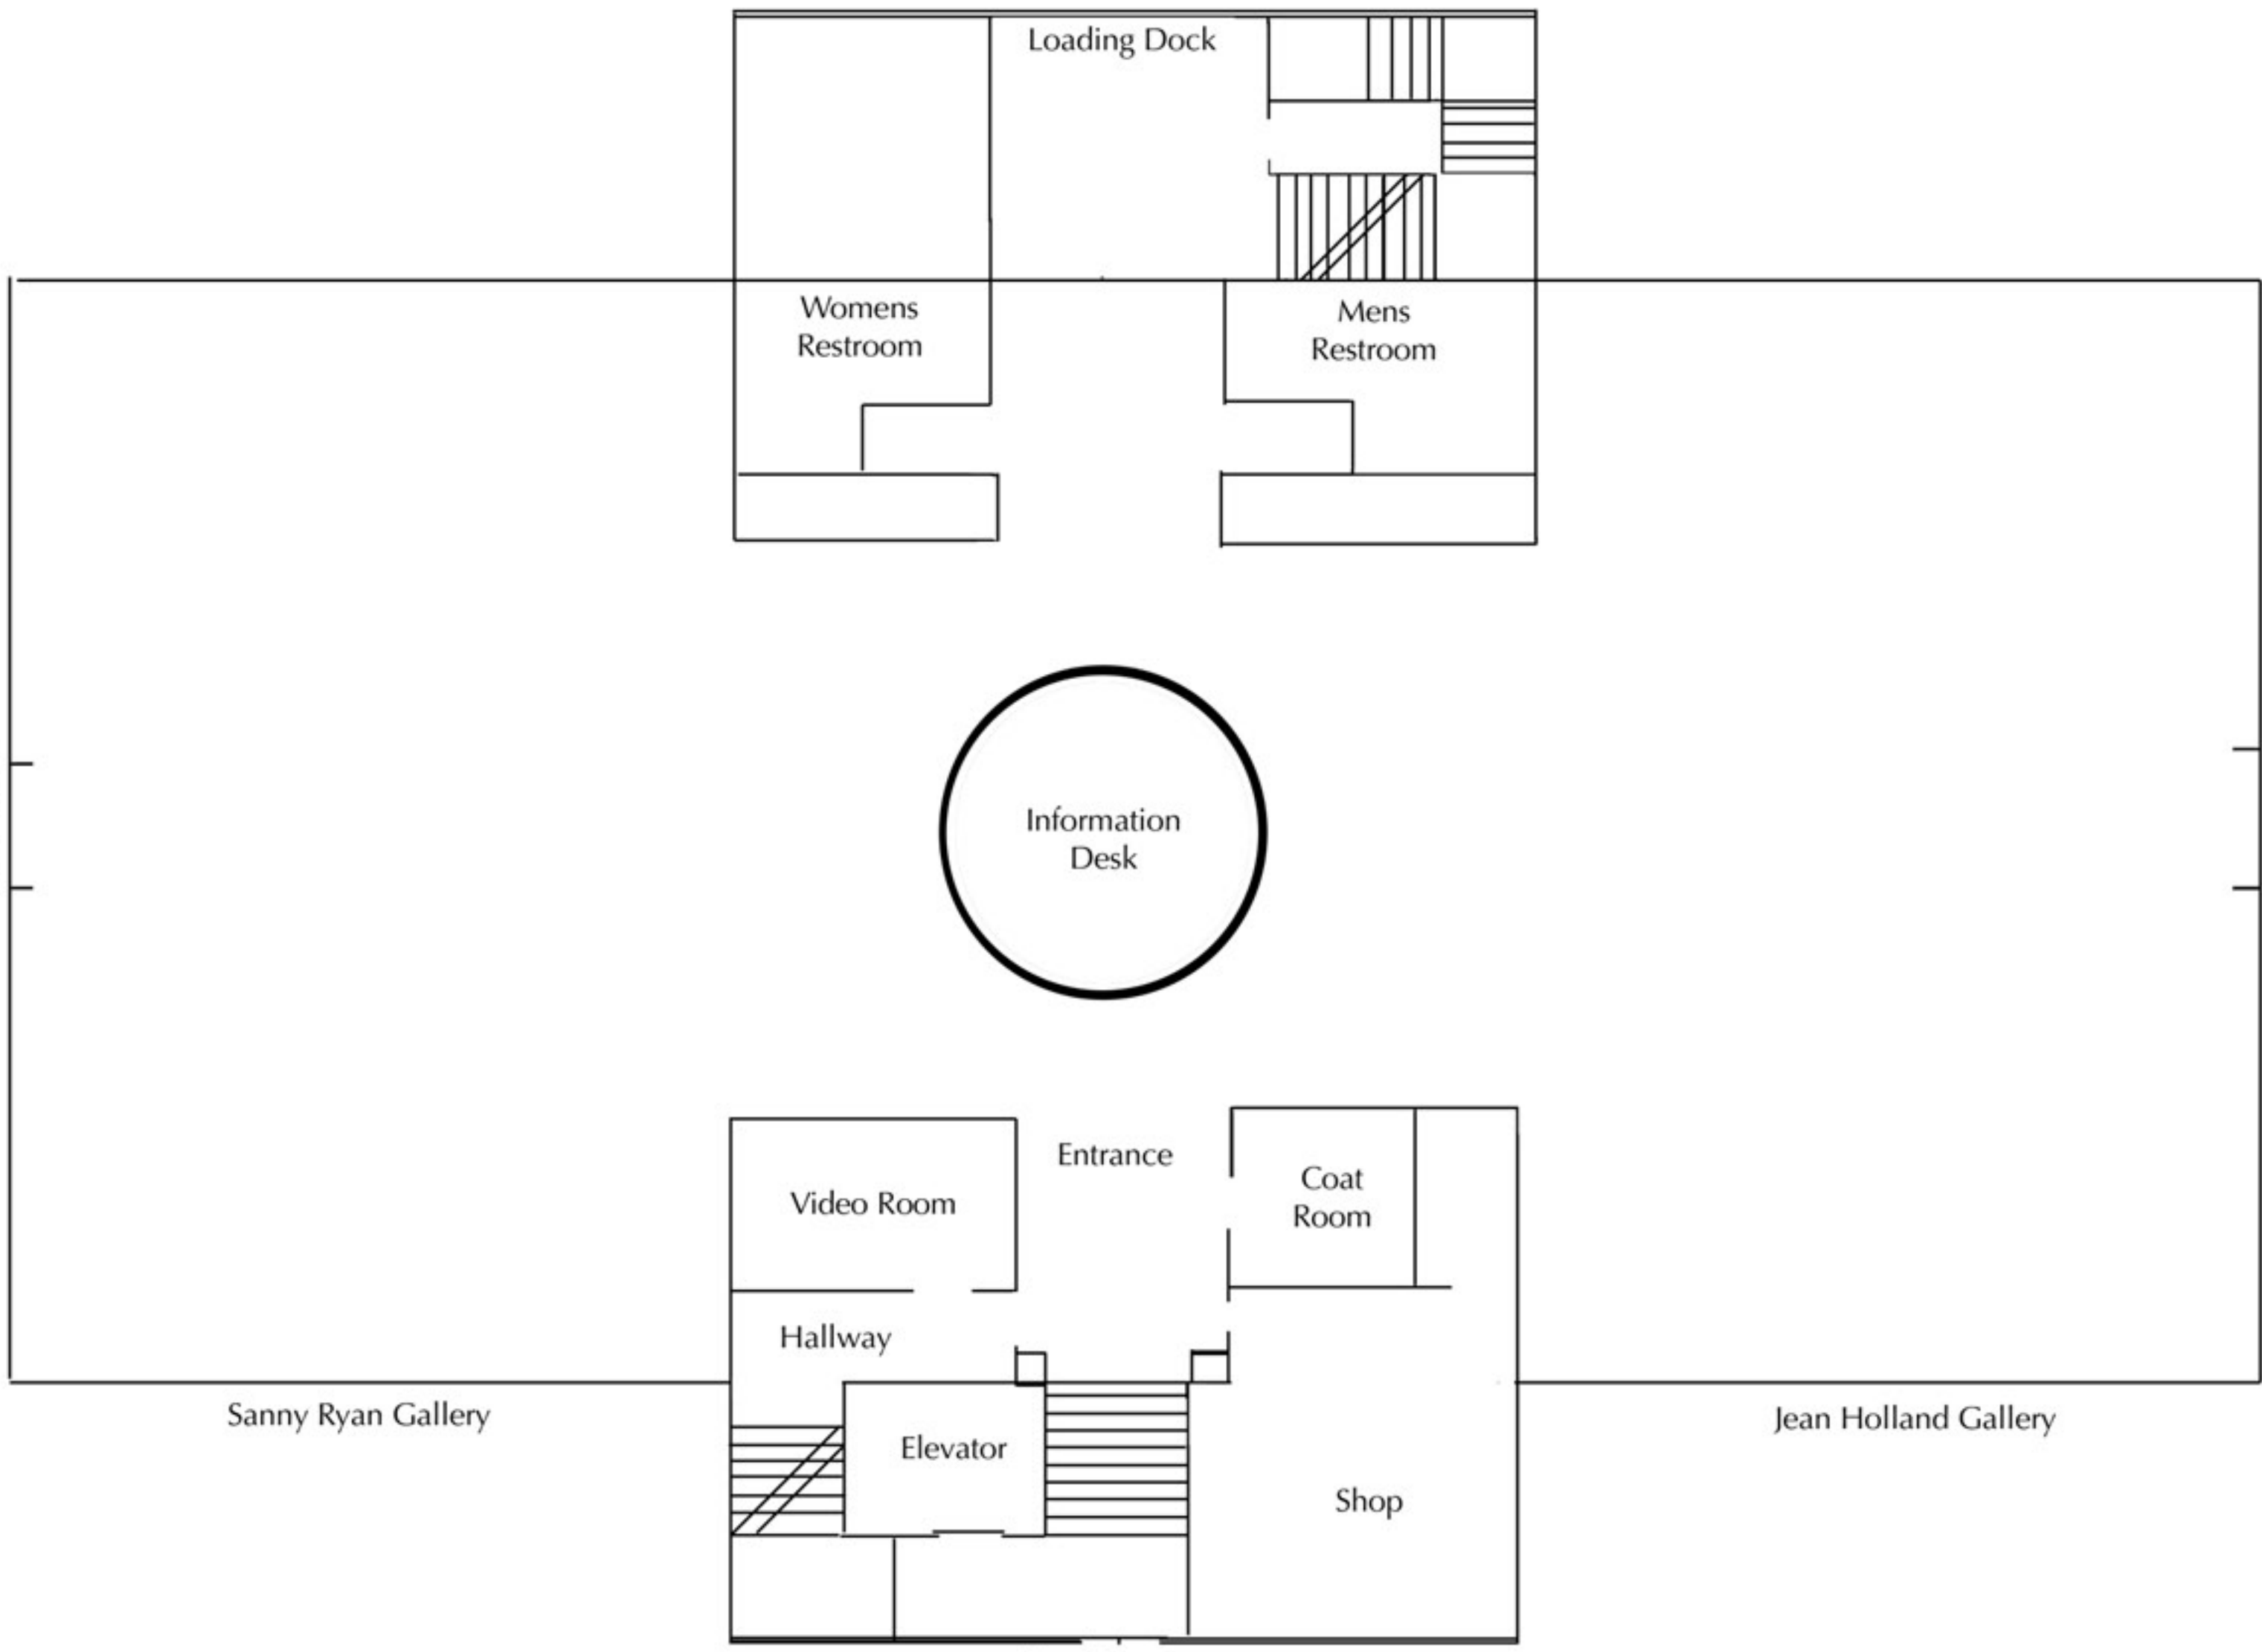 Loading Dock
Womens
Restroom
Mens
Restroom
Information
Desk
Entrance
Coat
Room
Video Room
Hallway
Sanny Ryan Gallery
Jean Holland Gallery
Elevator
Shop